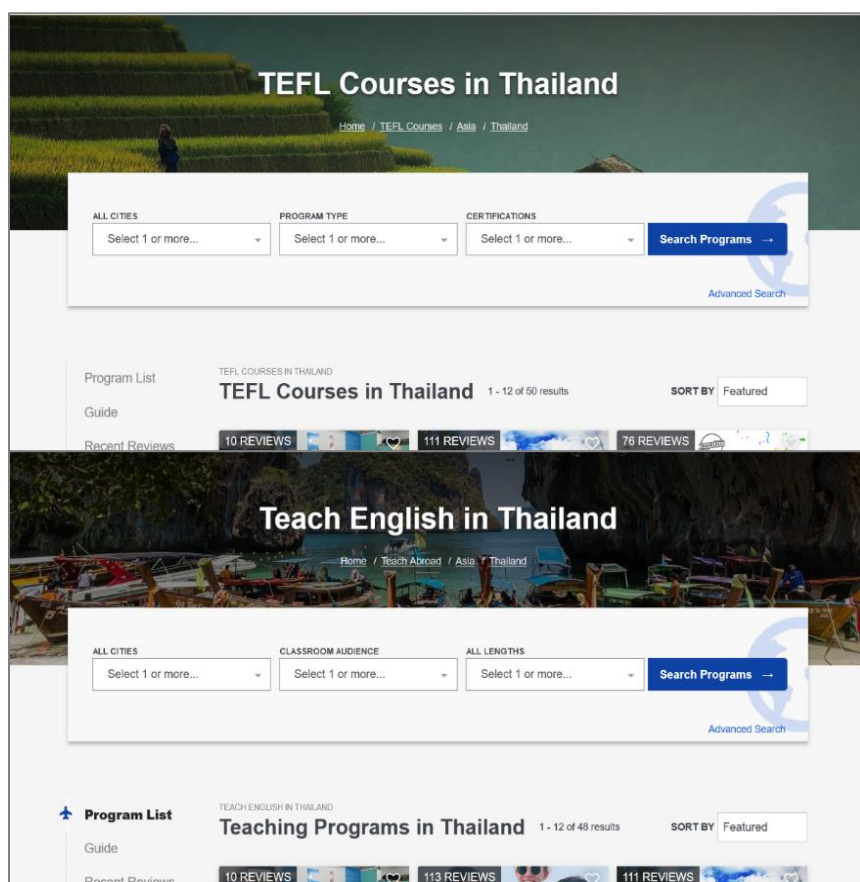 TEFL Courses in Thailand
Home / TEFL Courses / Asia / Thailand
ALL CITIES PROGRAM TYPE CERTIFICATIONS
Select 1 or more... Select 1 or more... Select 1 or more... Search Programs →
Advanced Search
Program List
Guide
Recent Reviews
TEFL COURSES IN THAILAND
TEFL Courses in Thailand 1 - 12 of 50 results SORT BY Featured
10 REVIEWS 111 REVIEWS 76 REVIEWS
Teach English in Thailand
Home / Teach Abroad / Asia / Thailand
ALL CITIES CLASSROOM AUDIENCE ALL LENGTHS
Select 1 or more... Select 1 or more... Select 1 or more... Search Programs →
Advanced Search
Program List
Guide
Recent Reviews
TEACH ENGLISH IN THAILAND
Teaching Programs in Thailand 1 - 12 of 48 results SORT BY Featured
10 REVIEWS 113 REVIEWS 111 REVIEWS